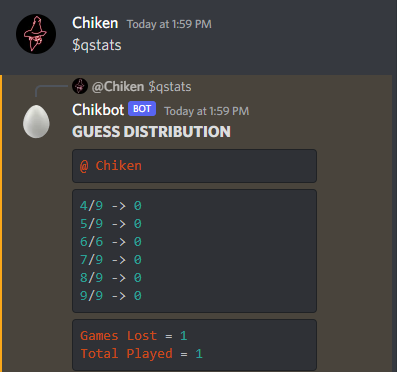 Chiken Today at 1:59 PM
$qstats
@Chiken $qstats
Chikbot BOT Today at 1:59 PM
GUESS DISTRIBUTION
@ Chiken
4/9 -> 0
5/9 -> 0
6/6 -> 0
7/9 -> 0
8/9 -> 0
9/9 -> 0
Games Lost = 1
Total Played = 1